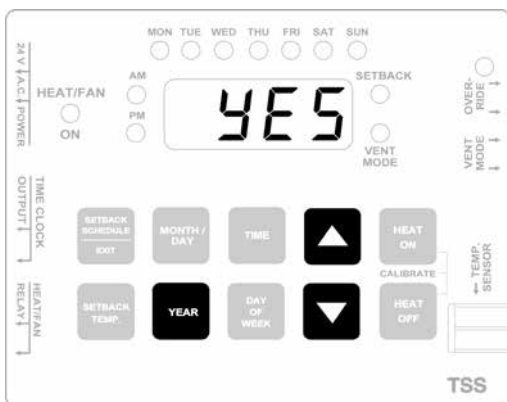 MON TUE WED THU FRI SAT SUN
24 V A.C. POWER
HEAT/FAN
ON
AM
PM
YES
SETBACK
VENT
MODE
OVER-
RIDE
VENT
MODE
TIME CLOCK
OUTPUT
SETBACK
SCHEDULE
EXIT
MONTH /
DAY
TIME
HEAT
ON
CALIBRATE
TEMP.
SENSOR
HEAT/FAN
RELAY
SETBACK
TEMP.
YEAR
DAY
OF
WEEK
HEAT
OFF
TSS